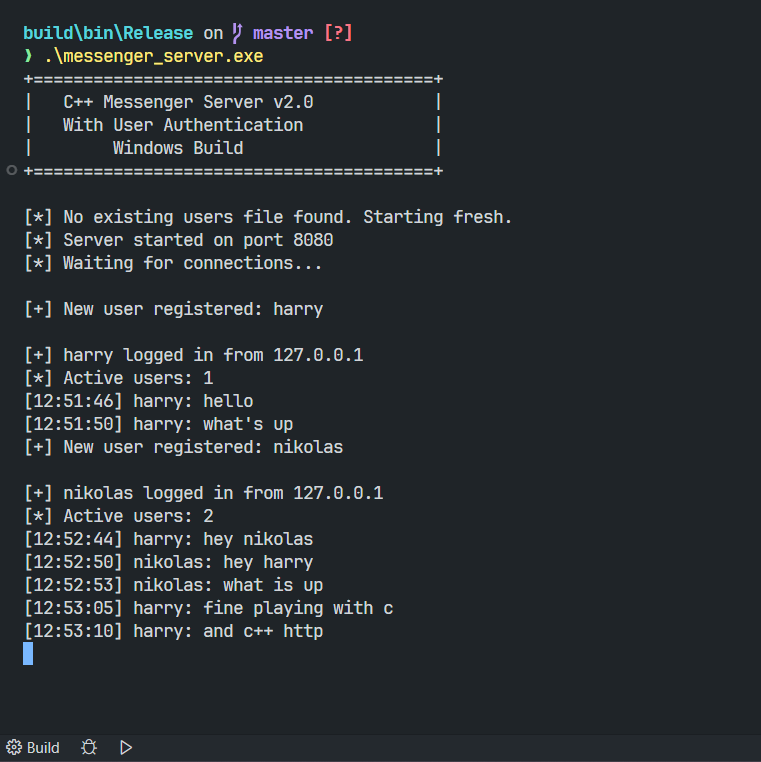 build\bin\Release on master [?]
❯ .\messenger_server.exe
+========================================+
|   C++ Messenger Server v2.0            |
|   With User Authentication             |
|        Windows Build                   |
+========================================+
[*] No existing users file found. Starting fresh.
[*] Server started on port 8080
[*] Waiting for connections...
[+] New user registered: harry
[+] harry logged in from 127.0.0.1
[*] Active users: 1
[12:51:46] harry: hello
[12:51:50] harry: what's up
[+] New user registered: nikolas
[+] nikolas logged in from 127.0.0.1
[*] Active users: 2
[12:52:44] harry: hey nikolas
[12:52:50] nikolas: hey harry
[12:52:53] nikolas: what is up
[12:53:05] harry: fine playing with c
[12:53:10] harry: and c++ http
Build